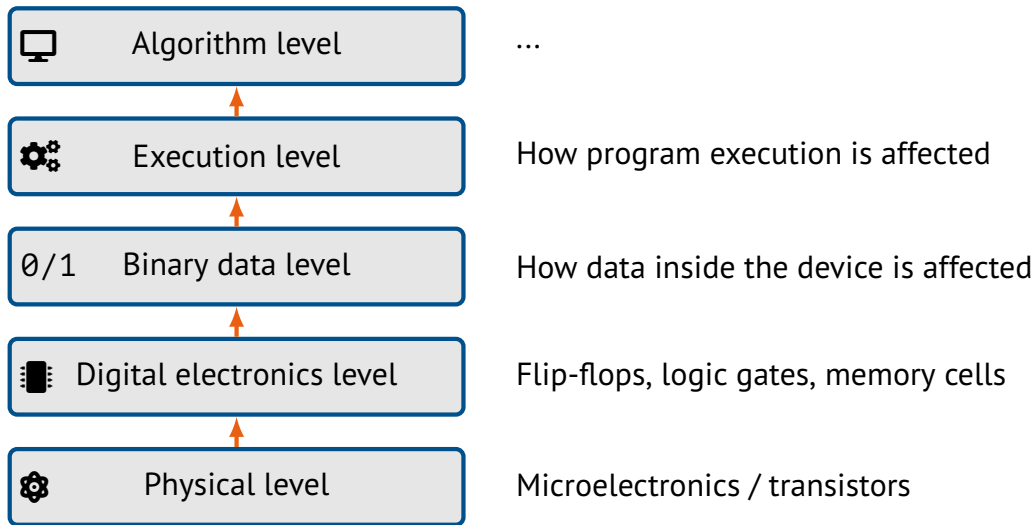 Algorithm level ...
Execution level How program execution is affected
0/1 Binary data level How data inside the device is affected
Digital electronics level Flip-flops, logic gates, memory cells
Physical level Microelectronics / transistors